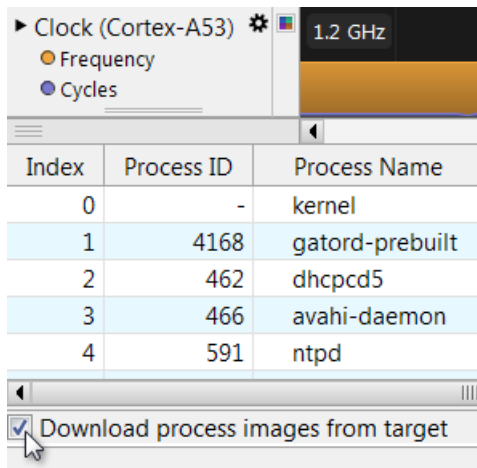 Clock (Cortex-A53)
1.2 GHz
Frequency
Cycles
Index Process ID Process Name
0 - kernel
1 4168 gatord-prebuilt
2 462 dhcpcd5
3 466 avahi-daemon
4 591 ntpd
Download process images from target